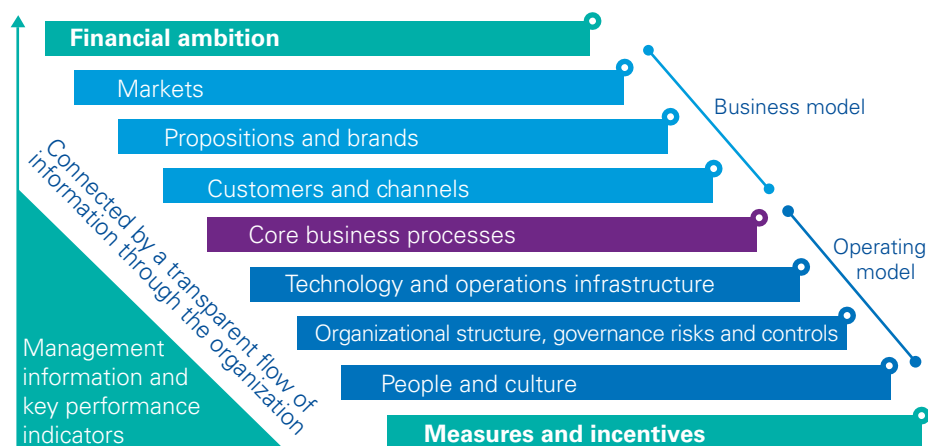 Financial ambition
Markets
Propositions and brands
Customers and channels
Core business processes
Technology and operations infrastructure
Organizational structure, governance risks and controls
People and culture
Measures and incentives
Business model
Operating
model
Connected by a transparent flow of
information through the organization
Management
information and
key performance
indicators